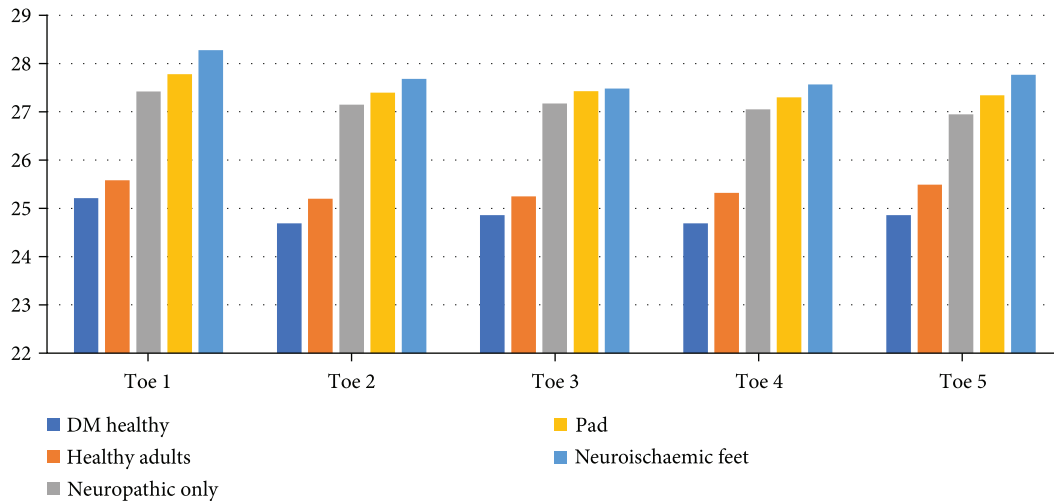 29
28
27
26
25
24
23
22
Toe 1 Toe 2 Toe 3 Toe 4 Toe 5
DM healthy
Healthy adults
Neuropathic only
Pad
Neuroischaemic feet